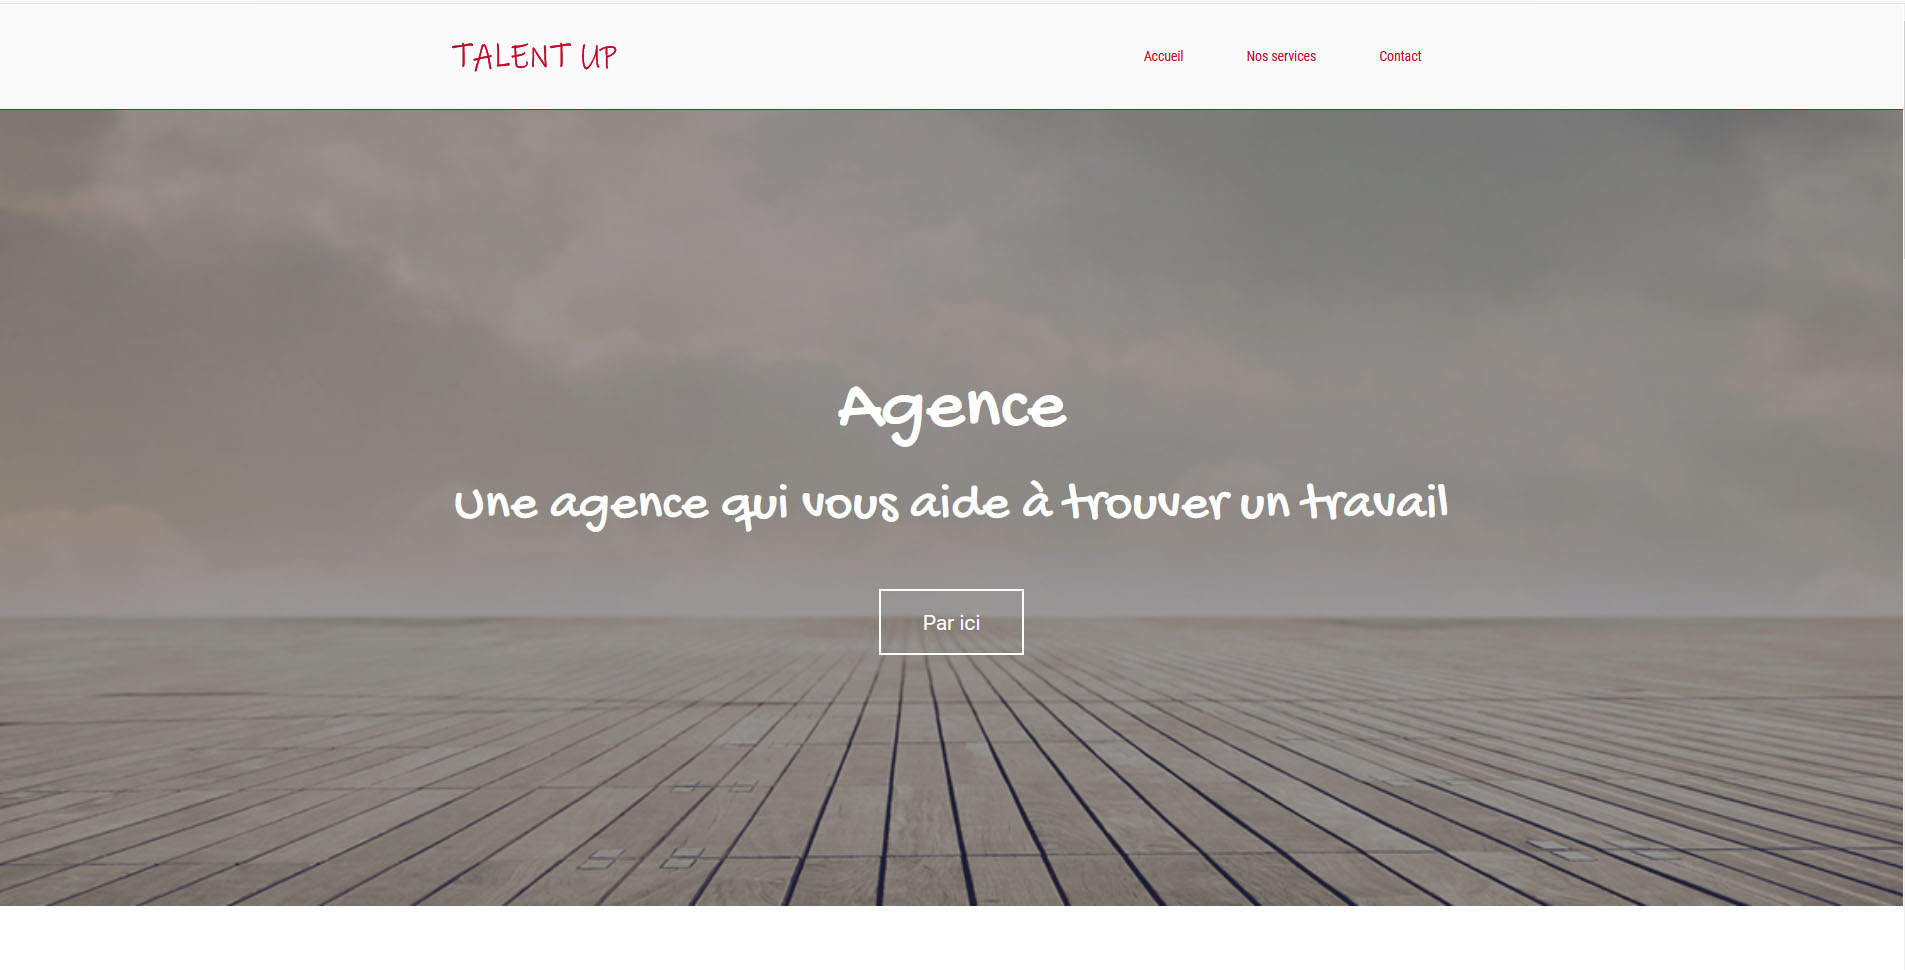 TALENT UP
Accueil Nos services Contact
Agence
Une agence qui vous aide à trouver un travail
Par ici